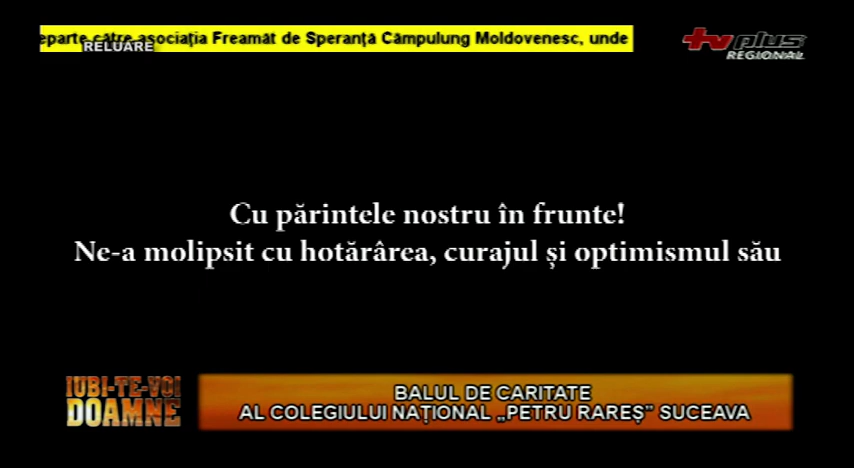 eparte către asociația Freamăt de Speranță Câmpulung Moldovenesc, unde
RELUARE
tv plus
REGIONAL
Cu părintele nostru în frunte!
Ne-a molipsit cu hotărârea, curajul și optimismul său
IUBI-TE-VOI
DOAMNE
BALUL DE CARITATE
AL COLEGIULUI NAȚIONAL „PETRU RAREȘ” SUCEAVA